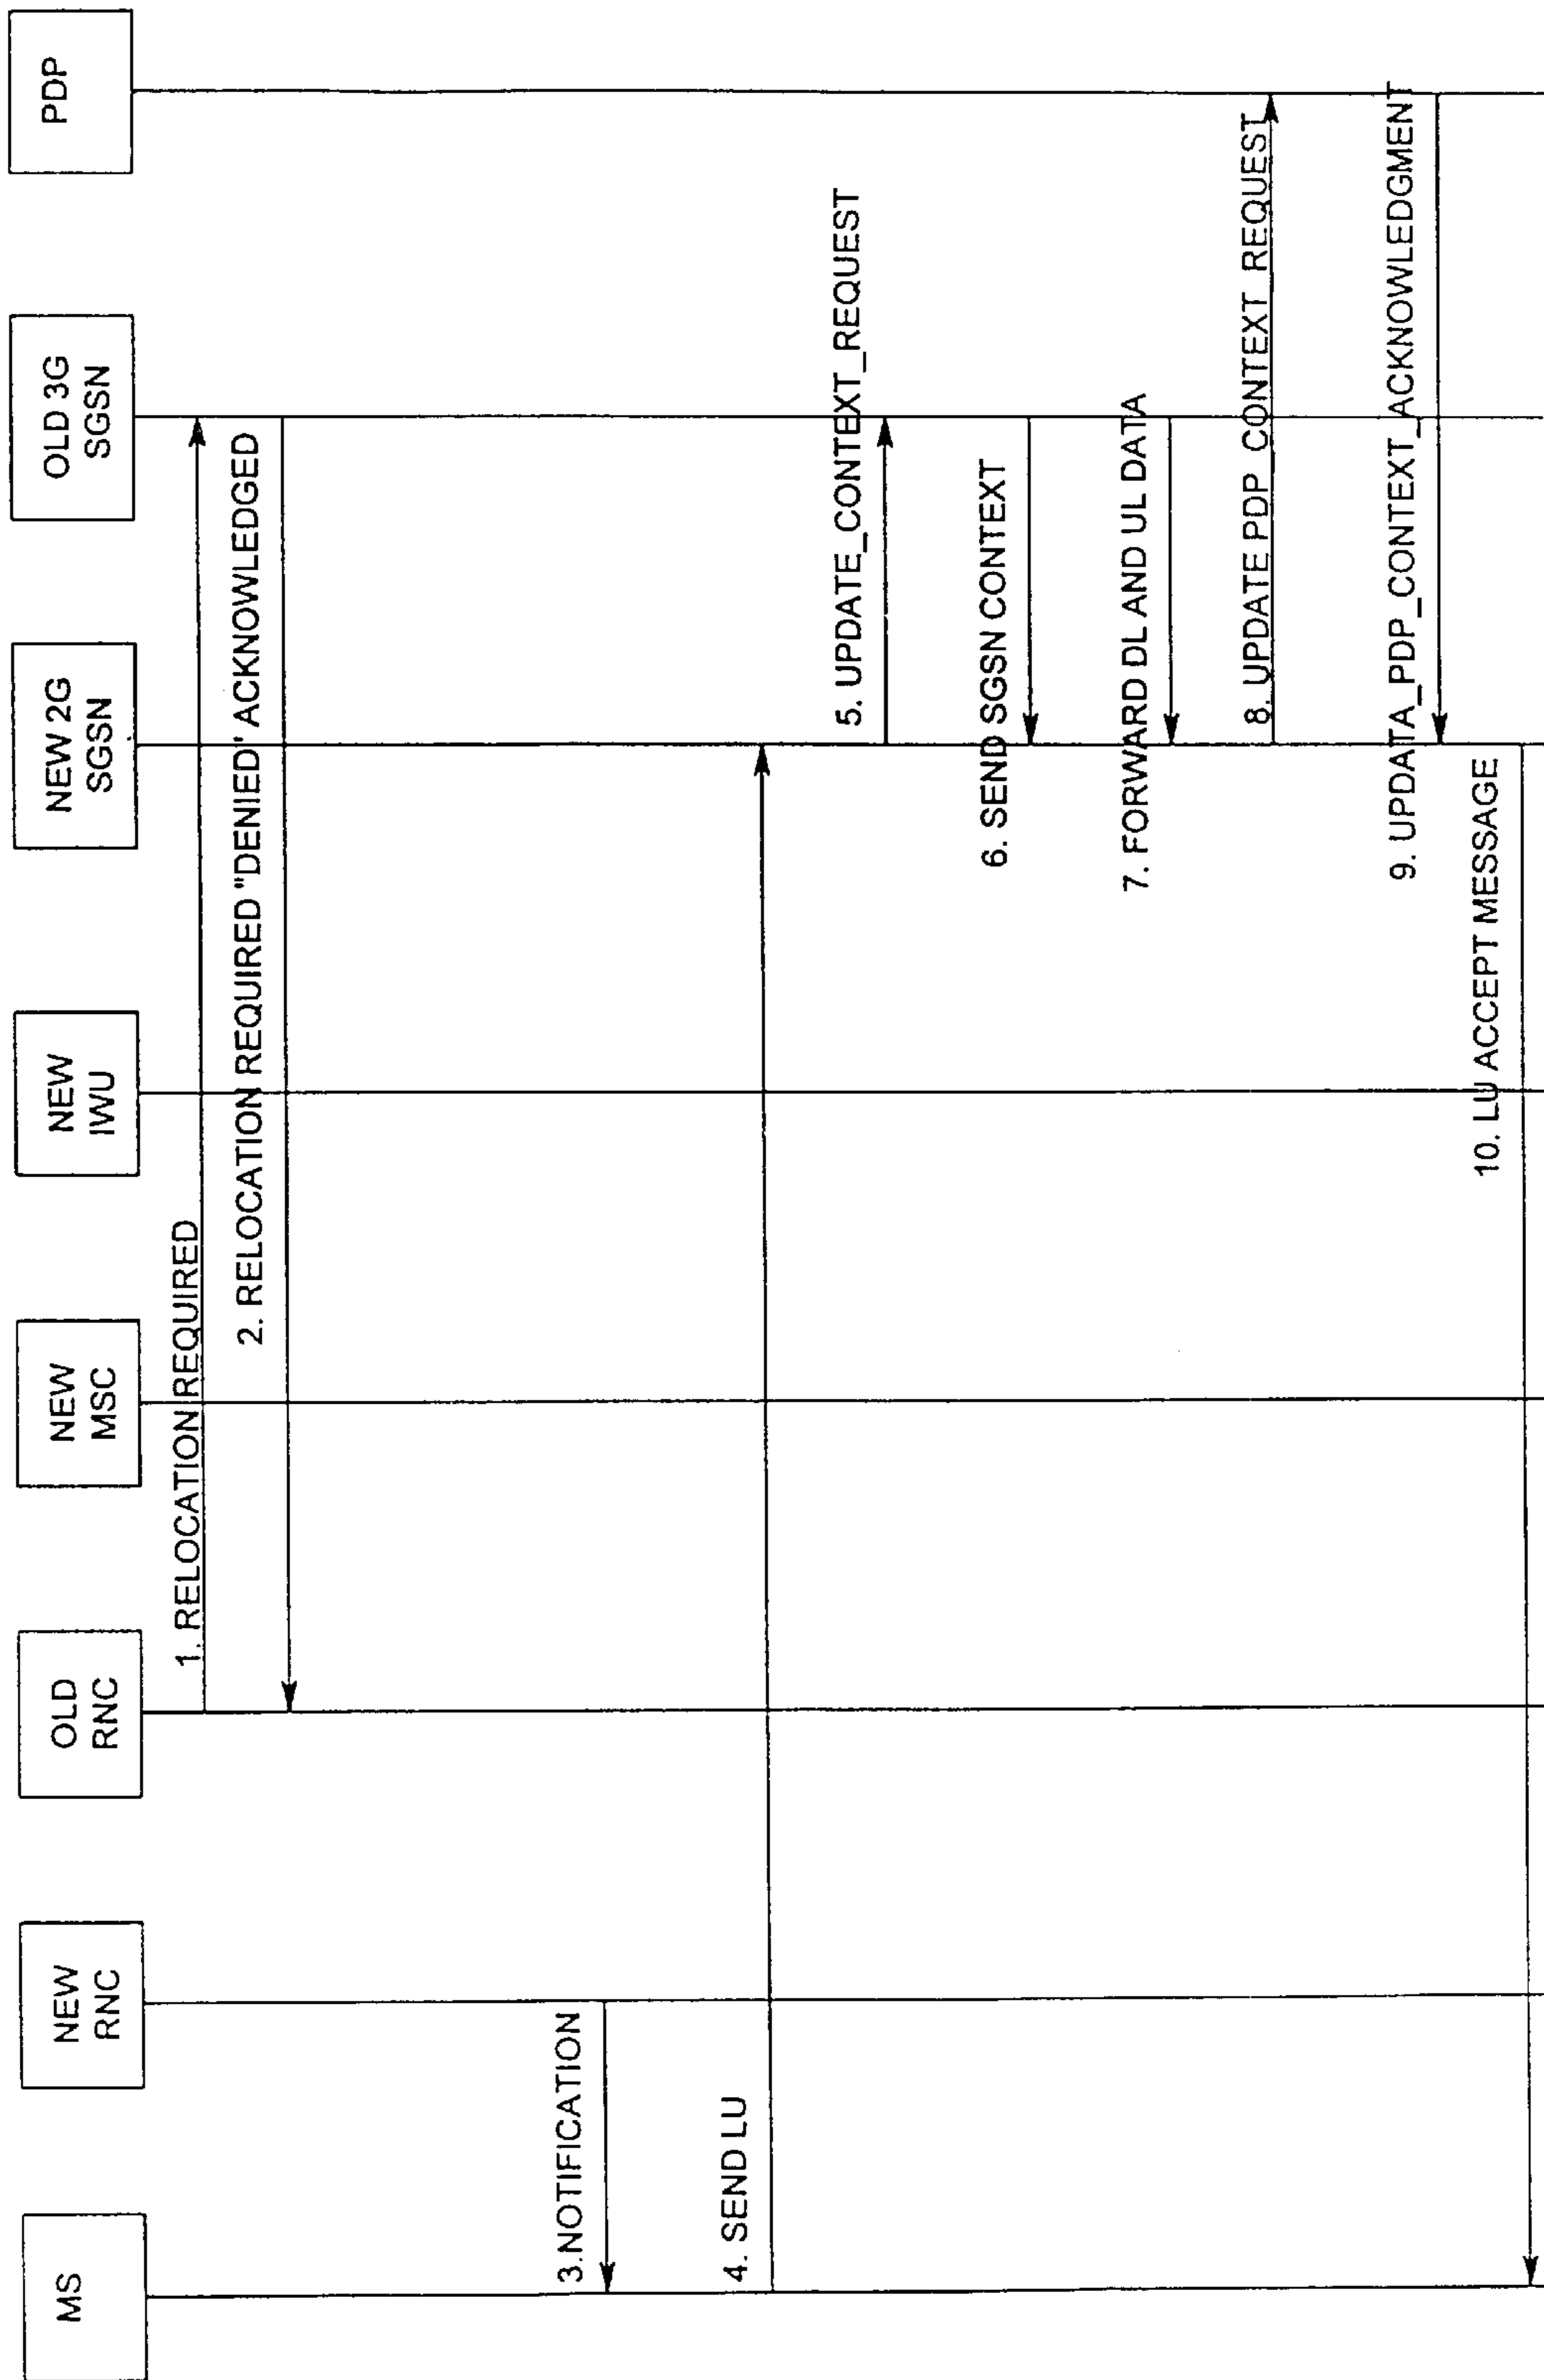 MS
NEW
RNC
OLD
RNC
NEW
MSC
NEW
IWU
NEW 2G
SGSN
OLD 3G
SGSN
PDP
1. RELOCATION REQUIRED
2. RELOCATION REQUIRED "DENIED' ACKNOWLEDGED
3.NOTIFICATION
4. SEND LU
5. UPDATE_CONTEXT_REQUEST
6. SEND SGSN CONTEXT
7. FORWARD DL AND UL DATA
8. UPDATE PDP_CONTEXT_REQUEST
9. UPDATA_PDP_CONTEXT_ACKNOWLEDGMENT
10. LU ACCEPT MESSAGE